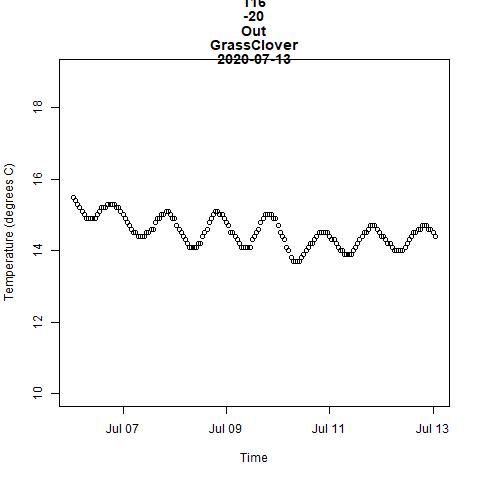 T16
-20
Out
GrassClover
2020-07-13
Temperature (degrees C)
18
16
14
12
10
Jul 07
Jul 09
Jul 11
Jul 13
Time